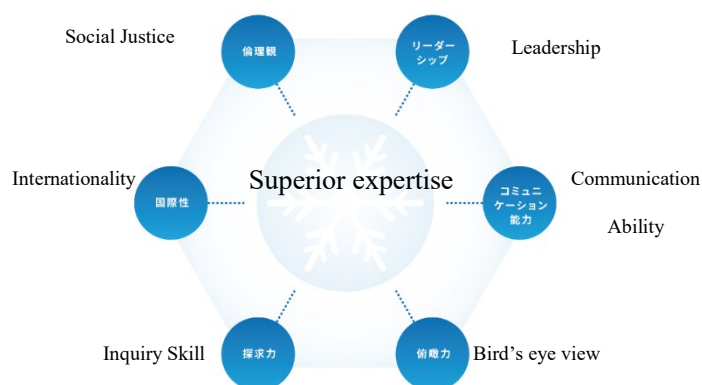 Social Justice
倫理観
リーダー
シップ
Leadership
Internationality
国際性
Superior expertise
コミュニ
ケーション
能力
Communication
Ability
Inquiry Skill
探求力
俯瞰力
Bird’s eye view